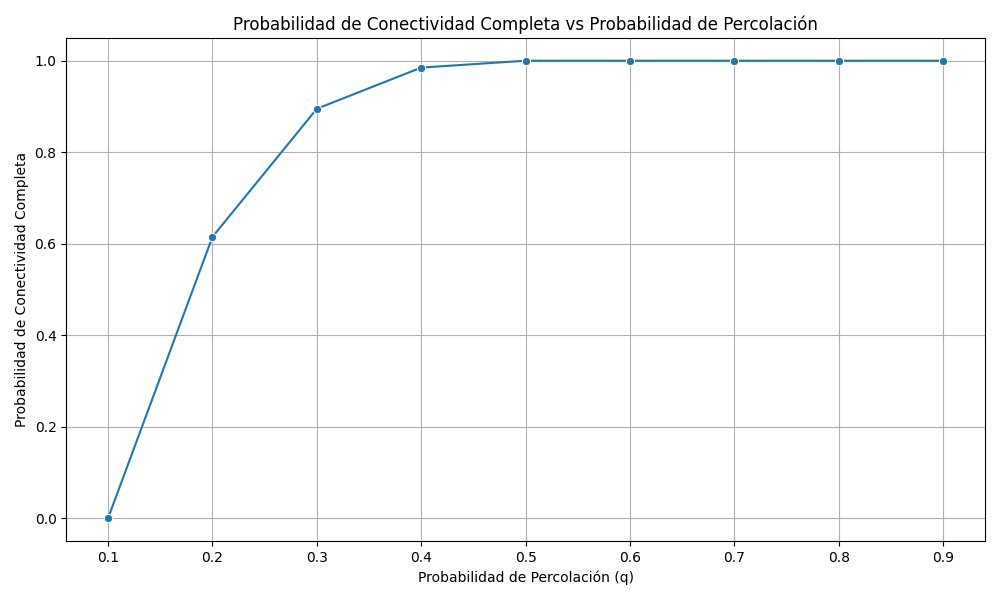 Probabilidad de Conectividad Completa vs Probabilidad de Percolación
Probabilidad de Conectividad Completa
1.0
0.8
0.6
0.4
0.2
0.0
0.1 0.2 0.3 0.4 0.5 0.6 0.7 0.8 0.9
Probabilidad de Percolación (q)